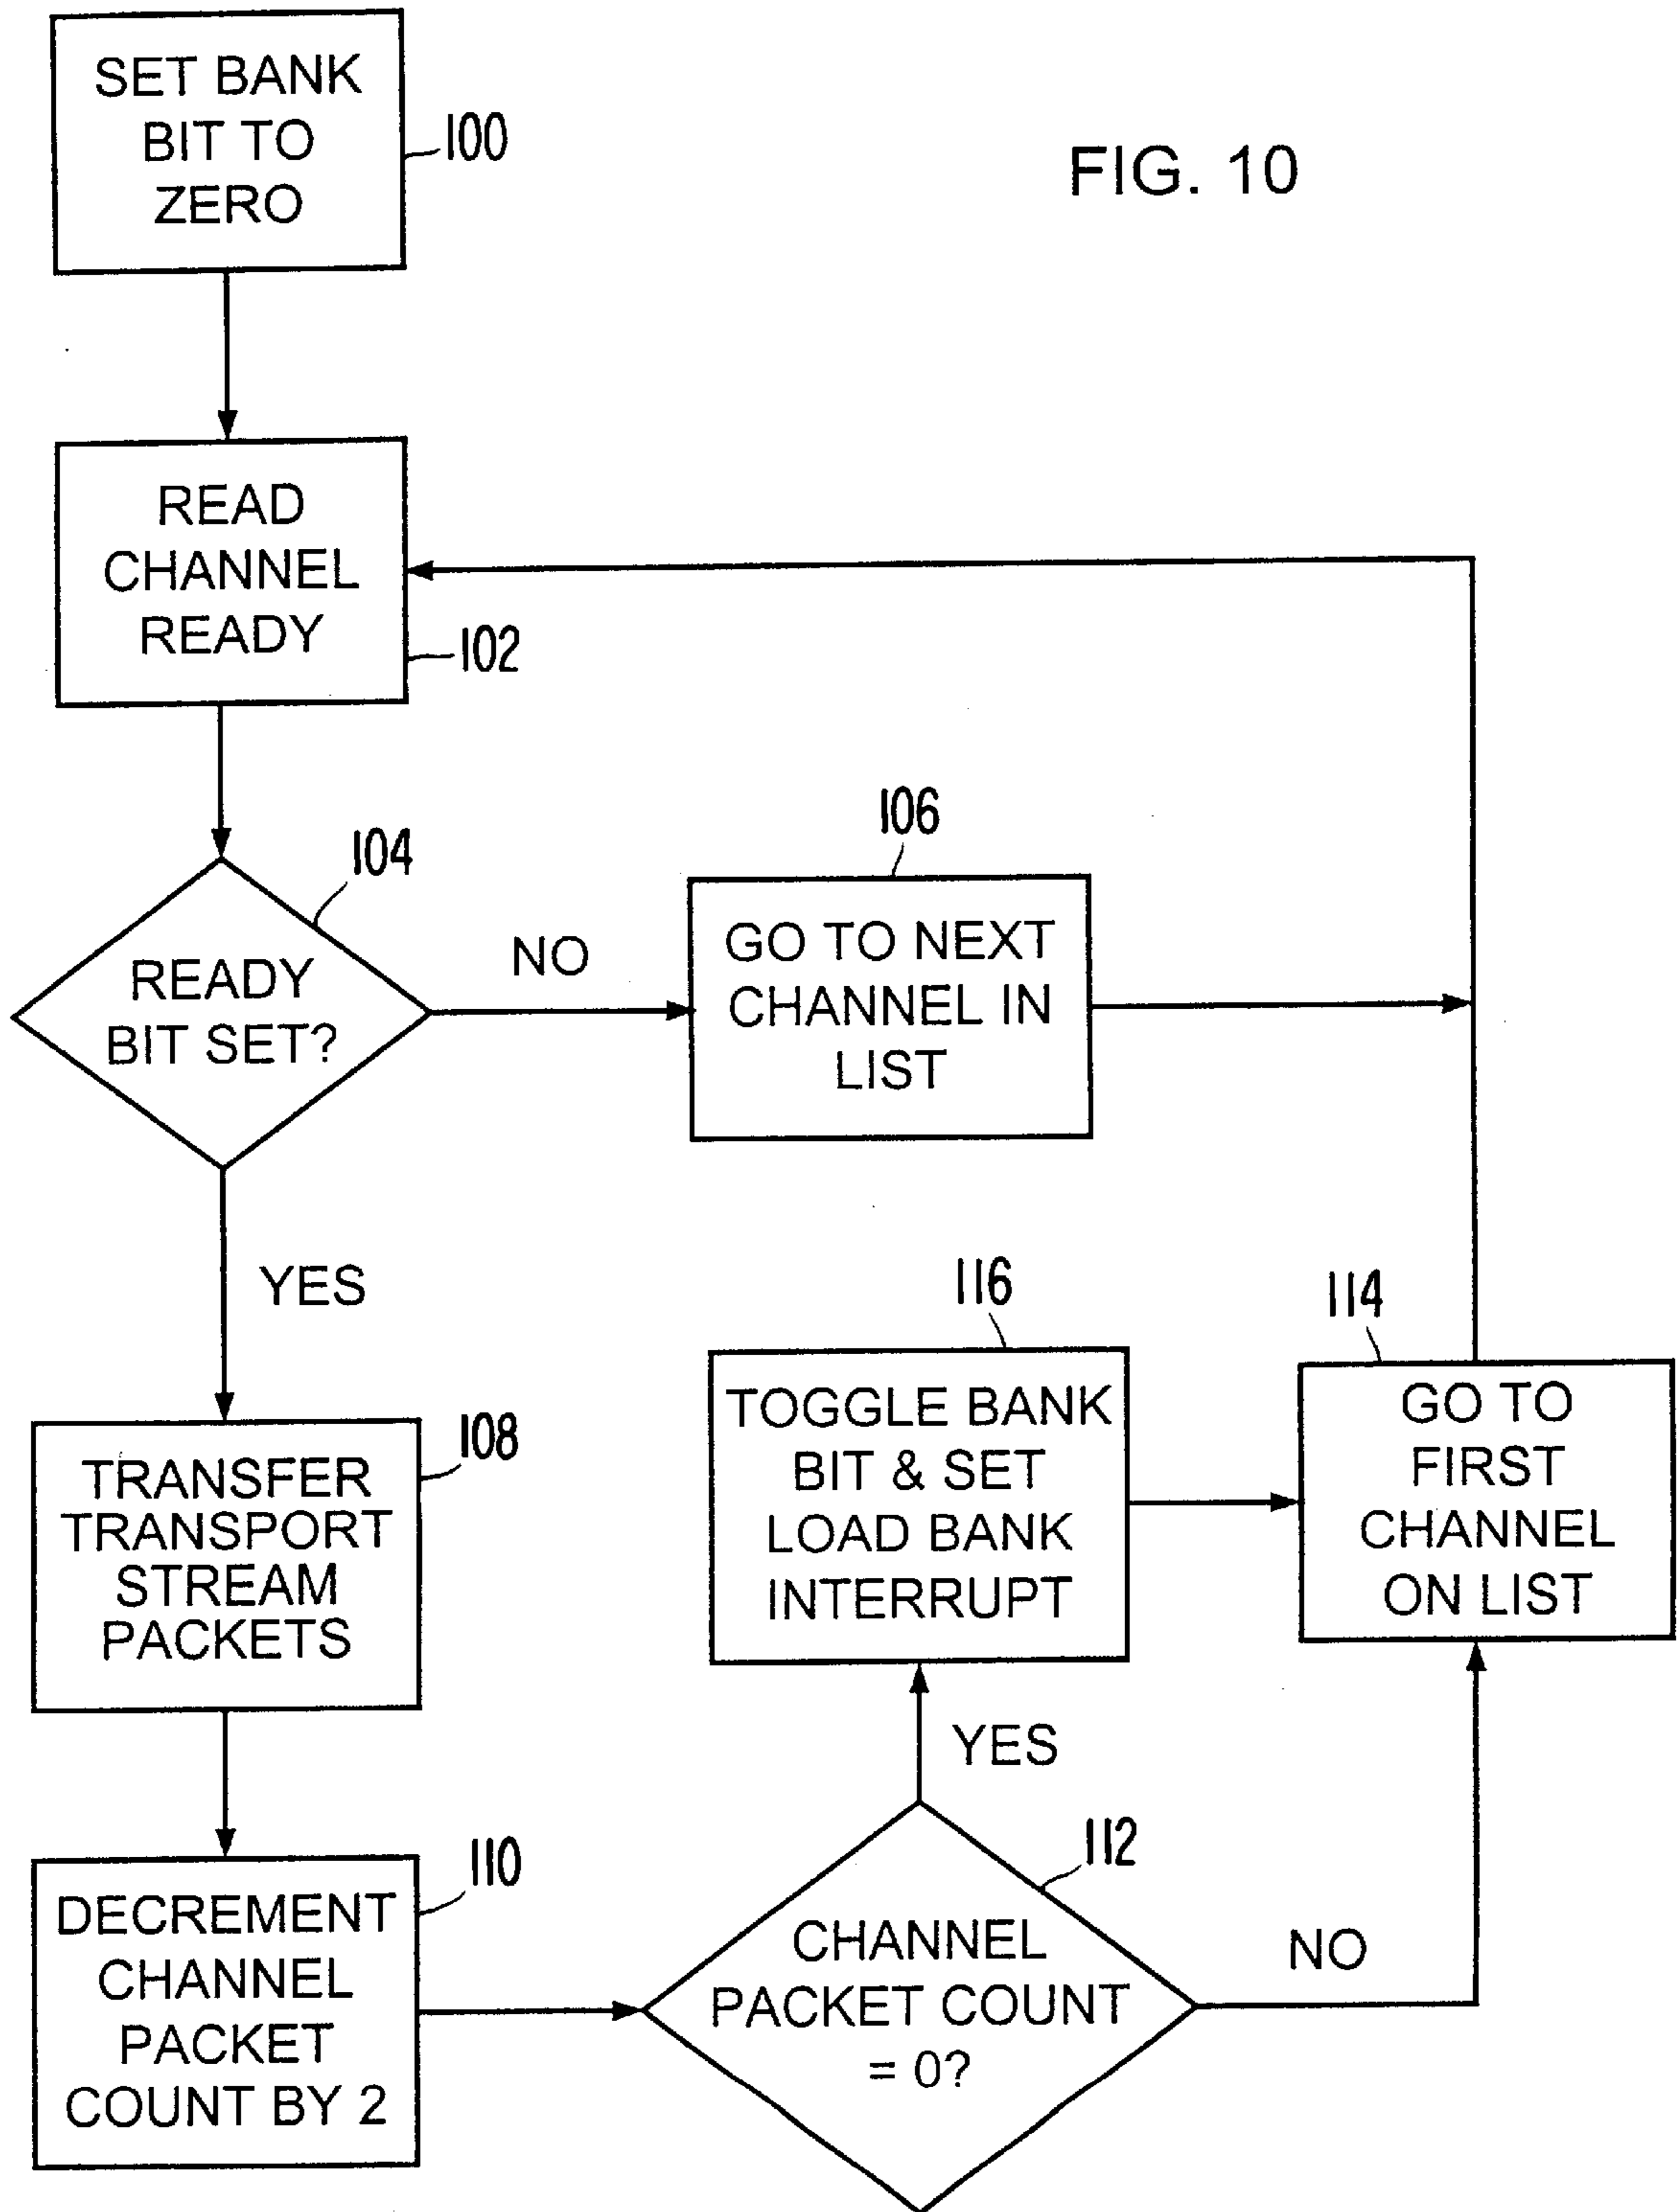 SET BANK
BIT TO
ZERO
100
FIG. 10
READ
CHANNEL
READY
102
104
READY
BIT SET?
NO
106
GO TO NEXT
CHANNEL IN
LIST
YES
108
TRANSFER
TRANSPORT
STREAM
PACKETS
110
DECREMENT
CHANNEL
PACKET
COUNT BY 2
112
CHANNEL
PACKET COUNT
= 0?
YES
NO
116
TOGGLE BANK
BIT & SET
LOAD BANK
INTERRUPT
114
GO TO
FIRST
CHANNEL
ON LIST